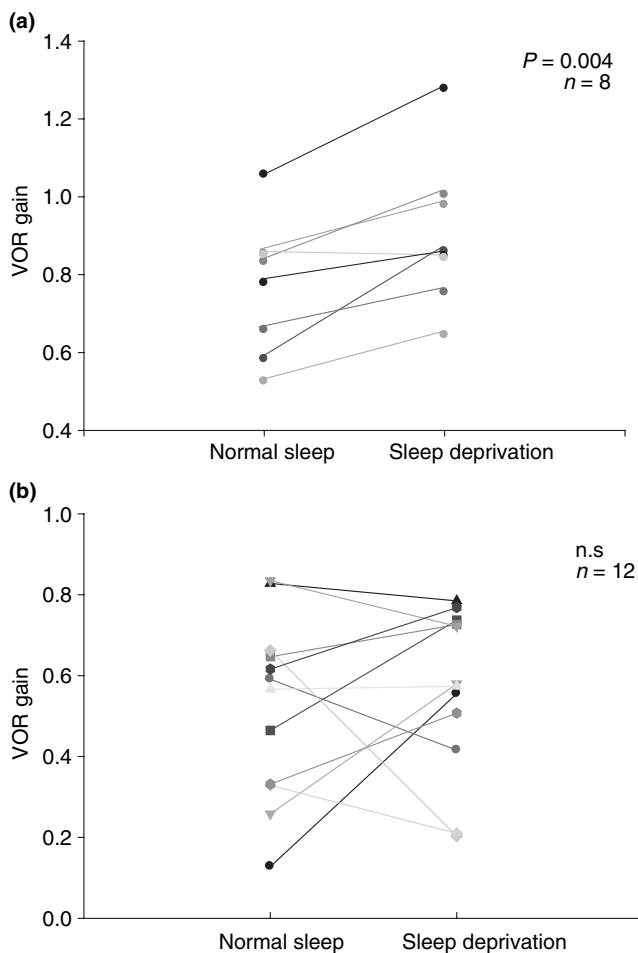 (a)
1.4
P = 0.004
n = 8
1.2
1.0
VOR gain
0.8
0.6
0.4
Normal sleep Sleep deprivation
(b)
1.0
n.s
n = 12
0.8
0.6
VOR gain
0.4
0.2
0.0
Normal sleep Sleep deprivation